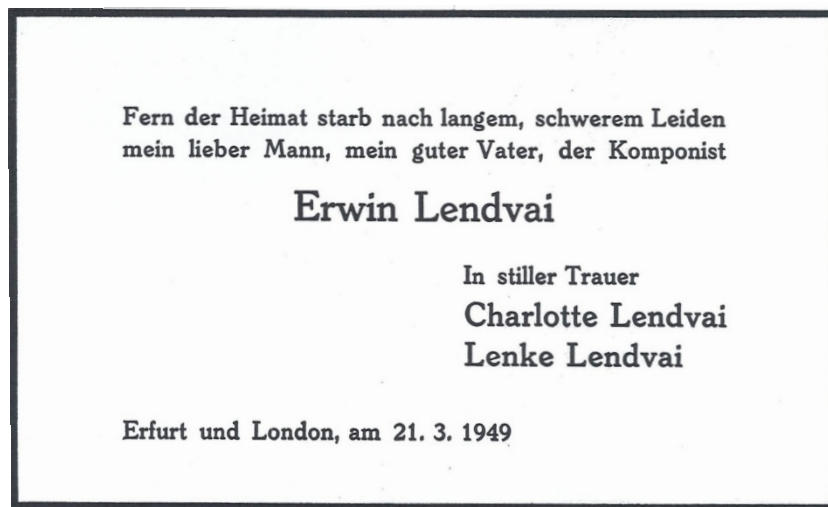 Fern der Heimat starb nach langem, schwerem Leiden
mein lieber Mann, mein guter Vater, der Komponist
Erwin Lendvai
In stiller Trauer
Charlotte Lendvai
Lenke Lendvai
Erfurt und London, am 21. 3. 1949